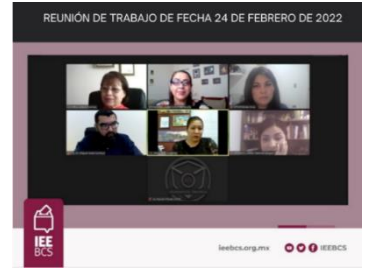 REUNIÓN DE TRABAJO DE FECHA 24 DE FEBRERO DE 2022
IEE
BCS
ieebcs.org.mx
IEEBCS